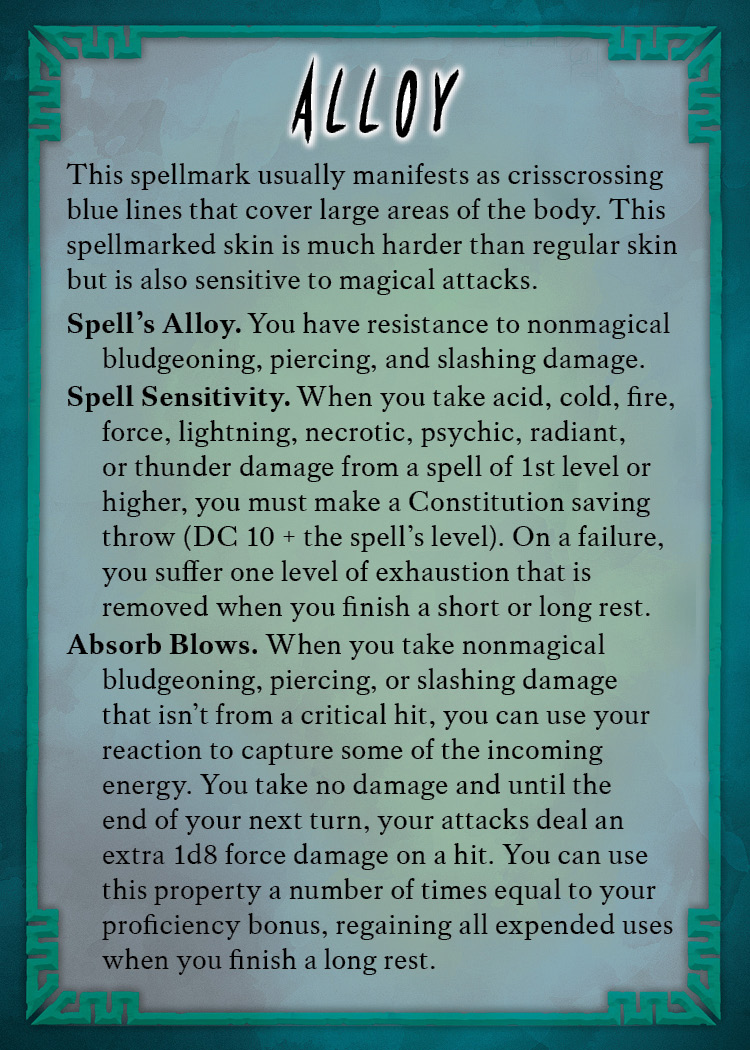 ALLOY
This spellmark usually manifests as crisscrossing
blue lines that cover large areas of the body. This
spellmarked skin is much harder than regular skin
but is also sensitive to magical attacks.
Spell’s Alloy. You have resistance to nonmagical
bludgeoning, piercing, and slashing damage.
Spell Sensitivity. When you take acid, cold, fire,
force, lightning, necrotic, psychic, radiant,
or thunder damage from a spell of 1st level or
higher, you must make a Constitution saving
throw (DC 10 + the spell’s level). On a failure,
you suffer one level of exhaustion that is
removed when you finish a short or long rest.
Absorb Blows. When you take nonmagical
bludgeoning, piercing, or slashing damage
that isn’t from a critical hit, you can use your
reaction to capture some of the incoming
energy. You take no damage and until the
end of your next turn, your attacks deal an
extra 1d8 force damage on a hit. You can use
this property a number of times equal to your
proficiency bonus, regaining all expended uses
when you finish a long rest.